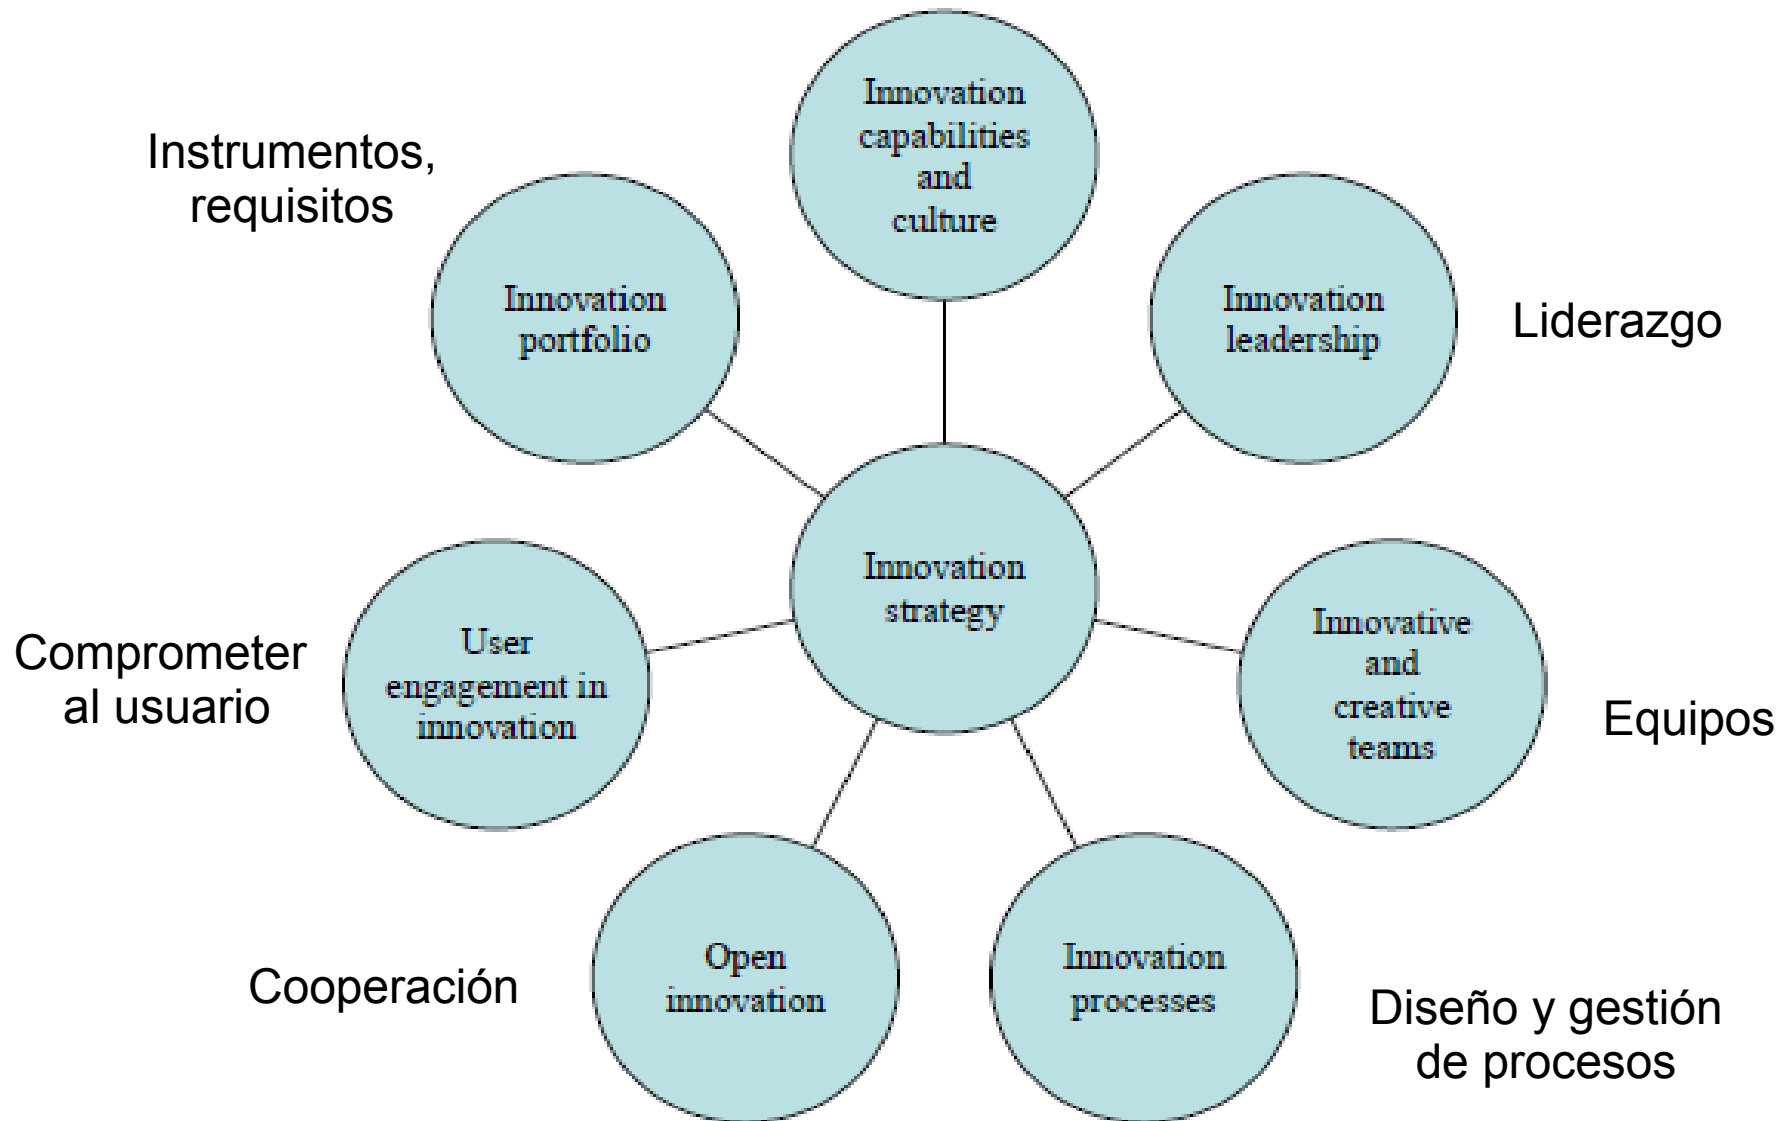 Innovation
capabilities
and
culture
Instrumentos,
requisitos
Innovation
portfolio
Innovation
leadership
Liderazgo
Innovation
strategy
Comprometer
al usuario
User
engagement in
innovation
Innovative
and
creative
teams
Equipos
Cooperación
Open
innovation
Innovation
processes
Diseño y gestión
de procesos